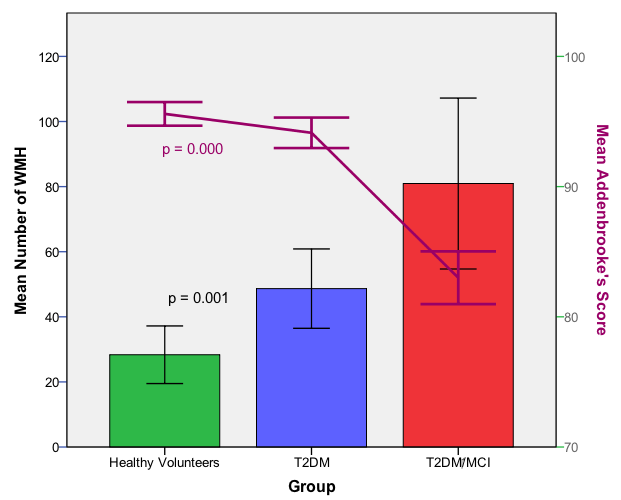 120
100
80
60
40
20
0
Mean Number of WMH
p = 0.000
p = 0.001
100
90
80
70
Mean Addenbrooke's Score
Healthy Volunteers
T2DM
T2DM/MCI
Group